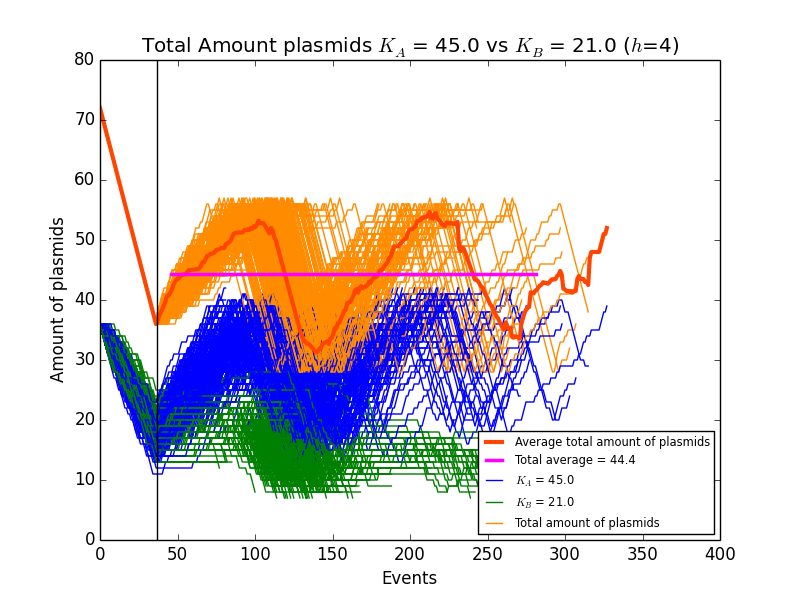 Total Amount plasmids K_A = 45.0 vs K_B = 21.0 (h=4)
Amount of plasmids
80
70
60
50
40
30
20
10
0
0 50 100 150 200 250 300 350 400
Events
Average total amount of plasmids
Total average = 44.4
K_A = 45.0
K_B = 21.0
Total amount of plasmids